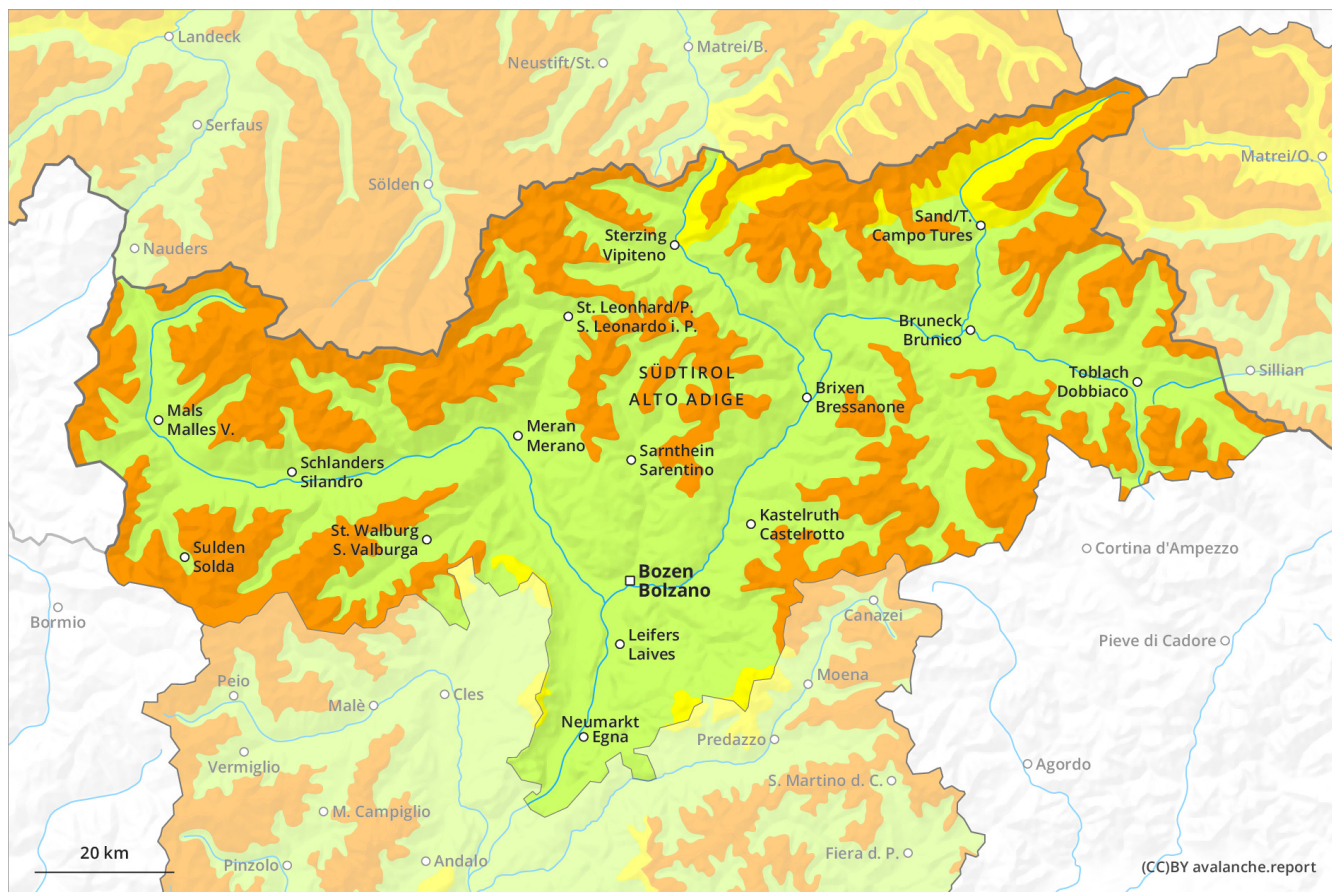 Landeck
Matrei/B.
Neustift/St.
Serfaus
Matrei/O.
Sölden
Sand/T.
Campo Tures
Sterzing
Vipiteno
Nauders
St. Leonhard/P.
S. Leonardo i. P.
Bruneck
Brunico
SÜDTIROL
ALTO ADIGE
Toblach
Dobbiaco
Sillian
Brixen
Bressanone
Mals
Malles V.
Meran
Merano
Schlanders
Silandro
Sarnthein
Sarentino
Kastelruth
Castelrotto
St. Walburg
S. Valburga
Sulden
Solda
Cortina d'Ampezzo
Bozen
Bolzano
Bormio
Canazei
Leifers
Laives
Pieve di Cadore
Peio
Moena
Malè
Cles
Neumarkt
Egna
Predazzo
Vermiglio
Agordo
S. Martino d. C.
M. Campiglio
20 km
Pinzolo
Andalo
Fiera d. P.
(CC)BY avalanche.report